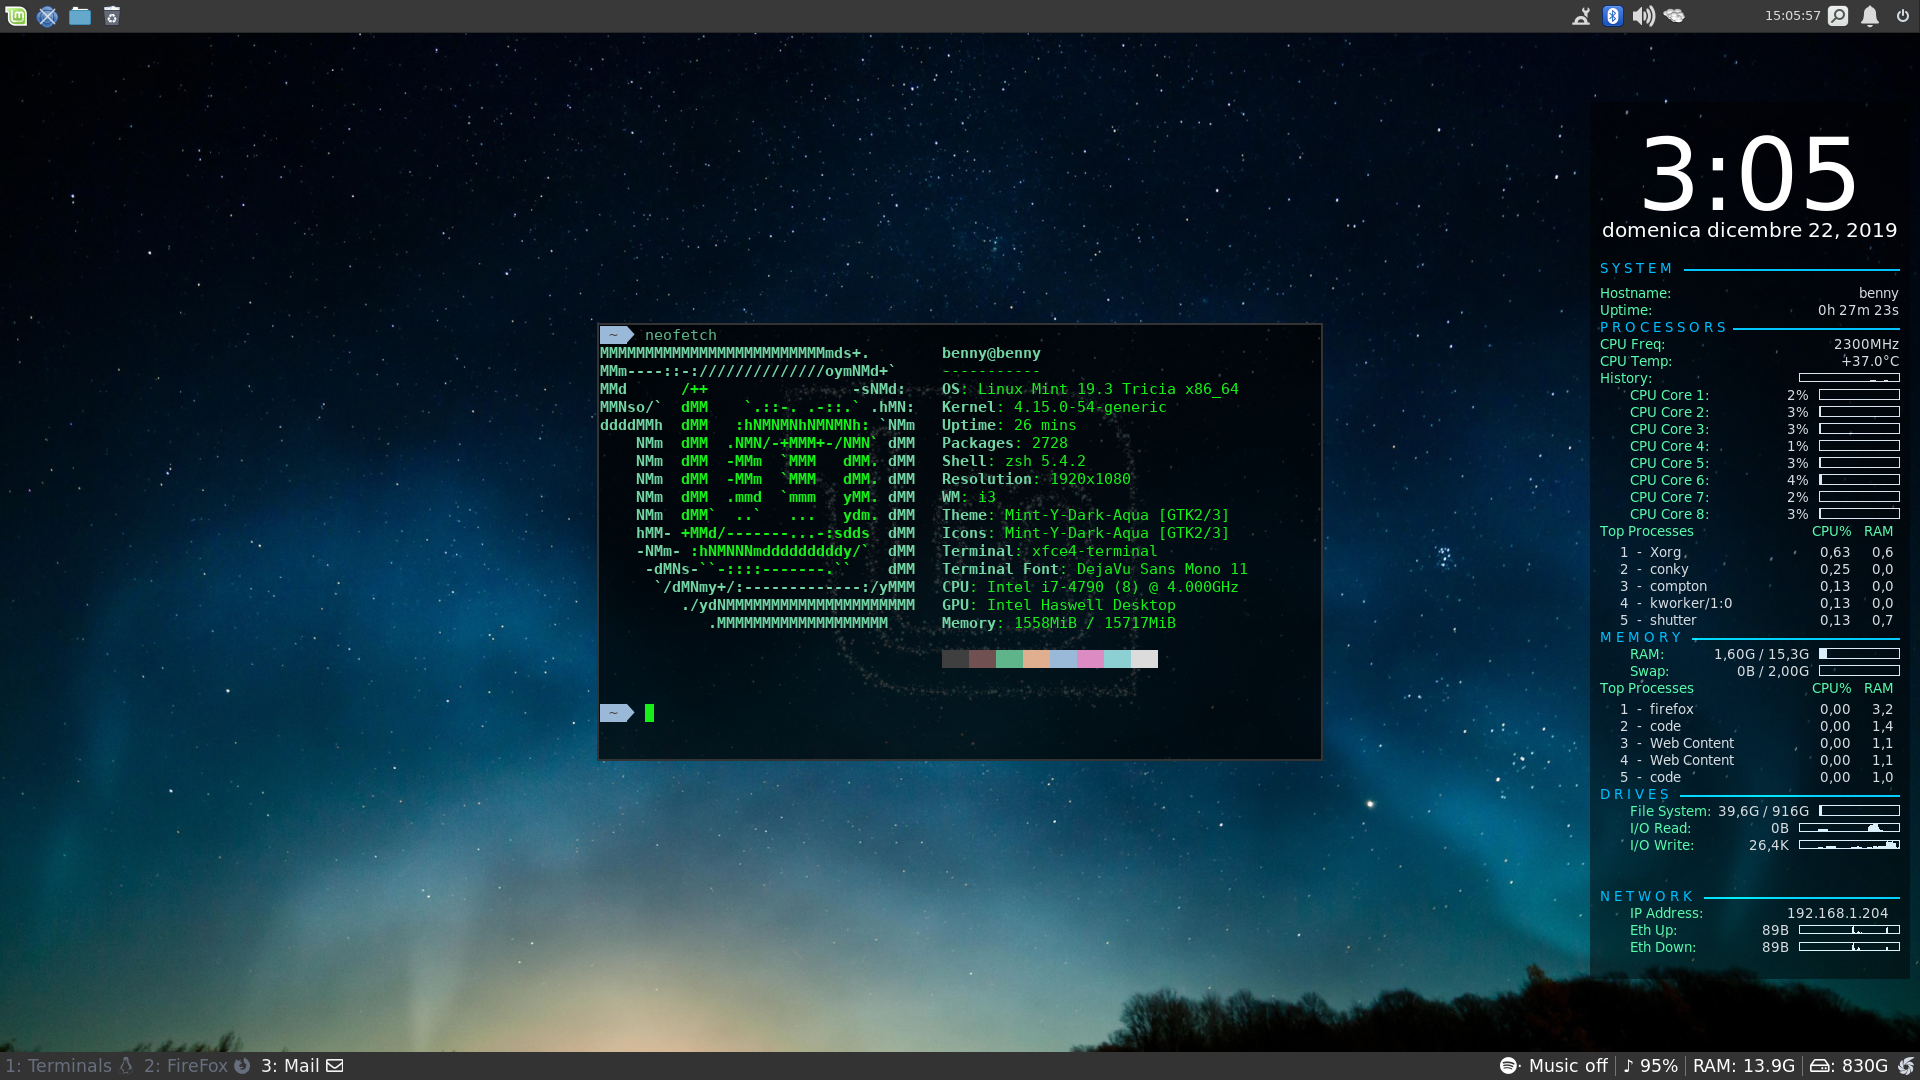 15:05:57
3:05
domenica dicembre 22, 2019
SYSTEM
Hostname: benny
Uptime: 0h 27m 23s
PROCESSORS
CPU Freq: 2300MHz
CPU Temp: +37.0°C
History:
CPU Core 1: 2%
CPU Core 2: 3%
CPU Core 3: 3%
CPU Core 4: 1%
CPU Core 5: 3%
CPU Core 6: 4%
CPU Core 7: 2%
CPU Core 8: 3%
Top Processes CPU% RAM
1 - Xorg 0,63 0,6
2 - conky 0,25 0,0
3 - compton 0,13 0,0
4 - kworker/1:0 0,13 0,0
5 - shutter 0,13 0,7
MEMORY
RAM: 1,60G / 15,3G
Swap: 0B / 2,00G
Top Processes CPU% RAM
1 - firefox 0,00 3,2
2 - code 0,00 1,4
3 - Web Content 0,00 1,1
4 - Web Content 0,00 1,1
5 - code 0,00 1,0
DRIVES
File System: 39,6G / 916G
I/O Read: 0B
I/O Write: 26,4K
NETWORK
IP Address: 192.168.1.204
Eth Up: 89B
Eth Down: 89B
~ neofetch
MMMMMMMMMMMMMMMMMMMMMMMMMmds+. benny@benny
MMm----::-://////////////oymNMd+` -----------
MMd /++ -sNMd: OS: Linux Mint 19.3 Tricia x86_64
MMNso/` dMM `.::-. .-::.` .hMN: Kernel: 4.15.0-54-generic
ddddMMh dMM :hNMNMNhNMNMNh: `NMm Uptime: 26 mins
NMm dMM .NMN/-+MMM+-/NMN` dMM Packages: 2728
NMm dMM -MMm `MMM dMM. dMM Shell: zsh 5.4.2
NMm dMM -MMm `MMM dMM. dMM Resolution: 1920x1080
NMm dMM .mmd `mmm yMM. dMM WM: i3
NMm dMM` ..` ... ydm. dMM Theme: Mint-Y-Dark-Aqua [GTK2/3]
hMM- +MMd/-------...-:sdds dMM Icons: Mint-Y-Dark-Aqua [GTK2/3]
-NMm- :hNMNNNmdddddddddy/` dMM Terminal: xfce4-terminal
-dMNs-``-::::-------.`` dMM Terminal Font: DejaVu Sans Mono 11
`/dMNmy+/:-------------:/yMMM CPU: Intel i7-4790 (8) @ 4.000GHz
./ydNMMMMMMMMMMMMMMMMMMMMM GPU: Intel Haswell Desktop
.MMMMMMMMMMMMMMMMMMM Memory: 1558MiB / 15717MiB
~
1: Terminals 2: FireFox 3: Mail
Music off ♪ 95% RAM: 13.9G : 830G